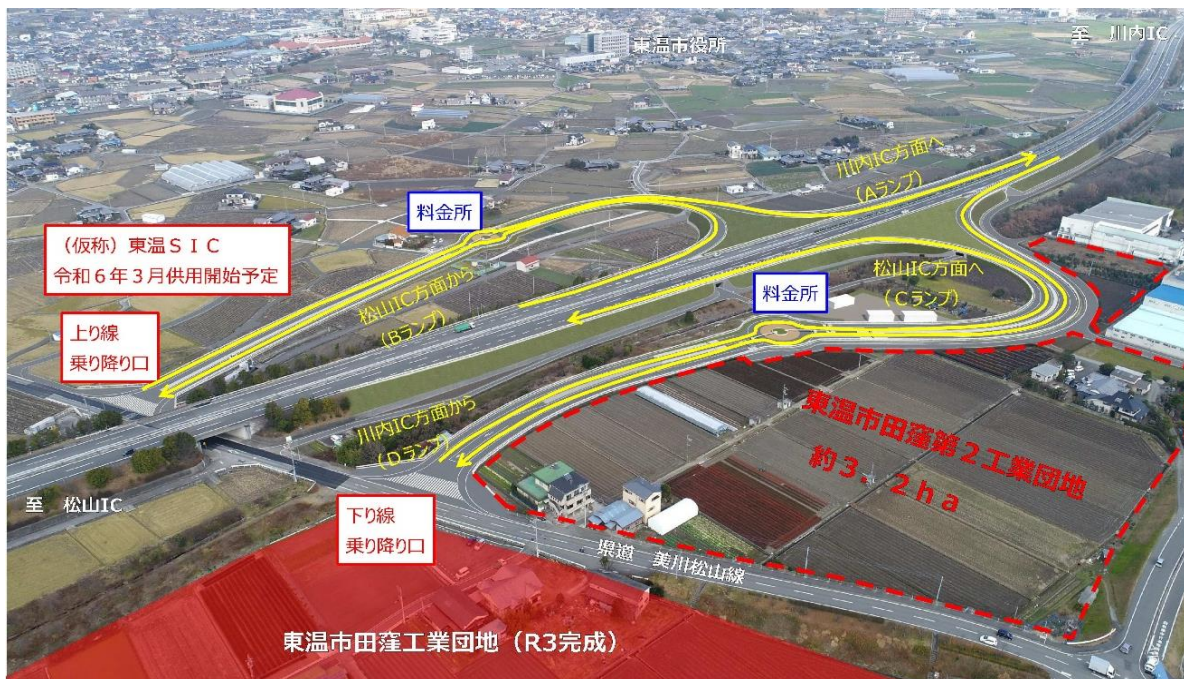 東温市役所
至 川内IC
川内IC方面へ
(Aランプ)
料金所
(仮称)東温SIC
令和6年3月供用開始予定
松山IC方面から
(Bランプ)
松山IC方面へ
(Cランプ)
料金所
上り線
乗り降り口
川内IC方面から
(Dランプ)
東温市田窪第2工業団地
約3.2ha
至 松山IC
下り線
乗り降り口
県道 美川松山線
東温市田窪工業団地(R3完成)